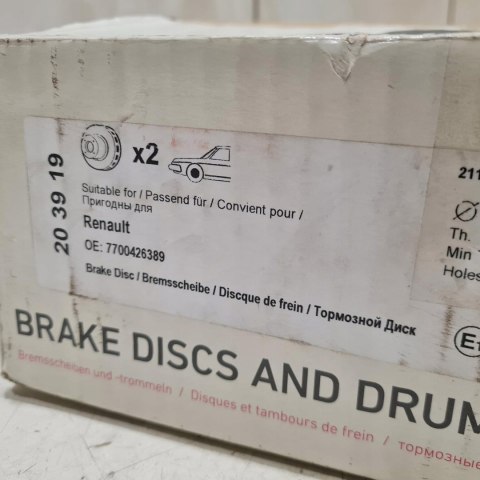 20 39 19
x2
Suitable for / Passend für / Convient pour /
Пригодны для
Renault
OE: 7700426389
Brake Disc / Bremsscheibe / Disque de frein / Тормозной Диск
211
Th.
Min
Holes
BRAKE DISCS AND DRUM
Bremsscheiben und -trommeln / Disques et tambours de frein / тормозные